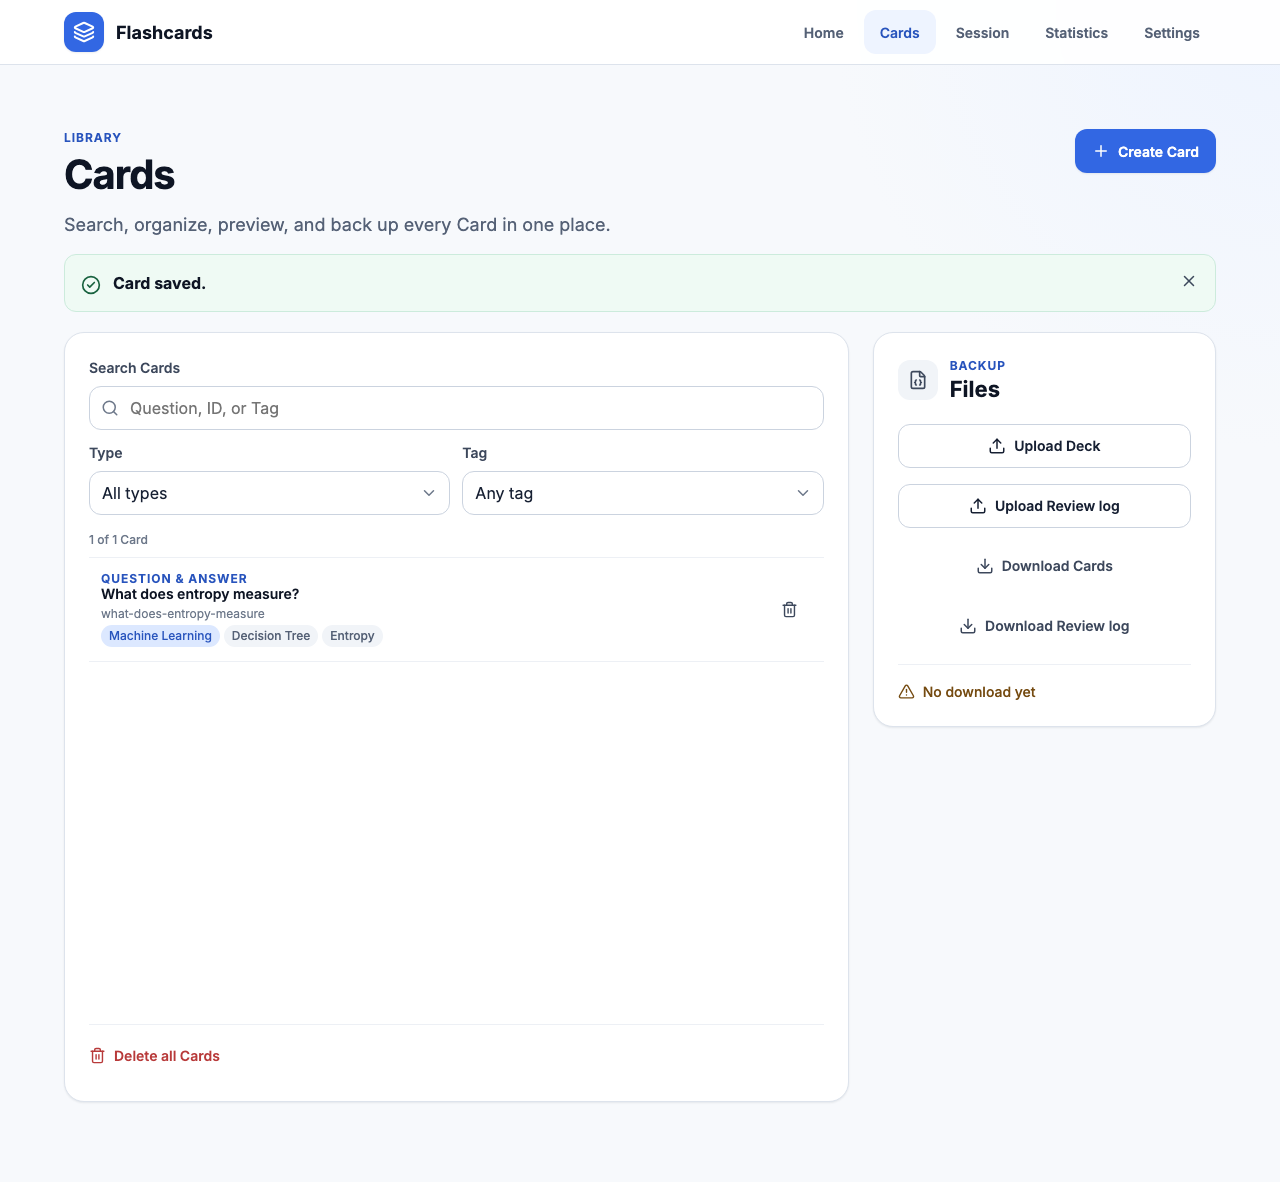 Flashcards
Home
Cards
Session
Statistics
Settings
LIBRARY
Cards
Create Card
Search, organize, preview, and back up every Card in one place.
Card saved.
Search Cards
Question, ID, or Tag
Type
Tag
All types
Any tag
1 of 1 Card
QUESTION & ANSWER
What does entropy measure?
what-does-entropy-measure
Machine Learning
Decision Tree
Entropy
Delete all Cards
BACKUP
Files
Upload Deck
Upload Review log
Download Cards
Download Review log
No download yet